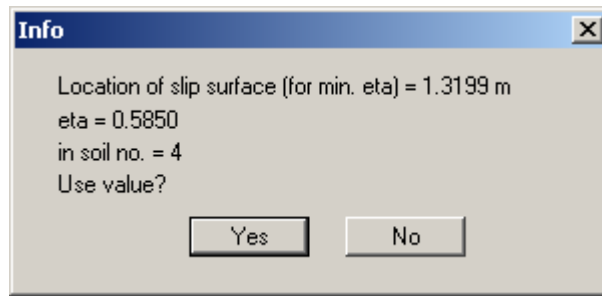 Info
Location of slip surface (for min. eta) = 1.3199 m
eta = 0.5850
in soil no. = 4
Use value?
Yes No